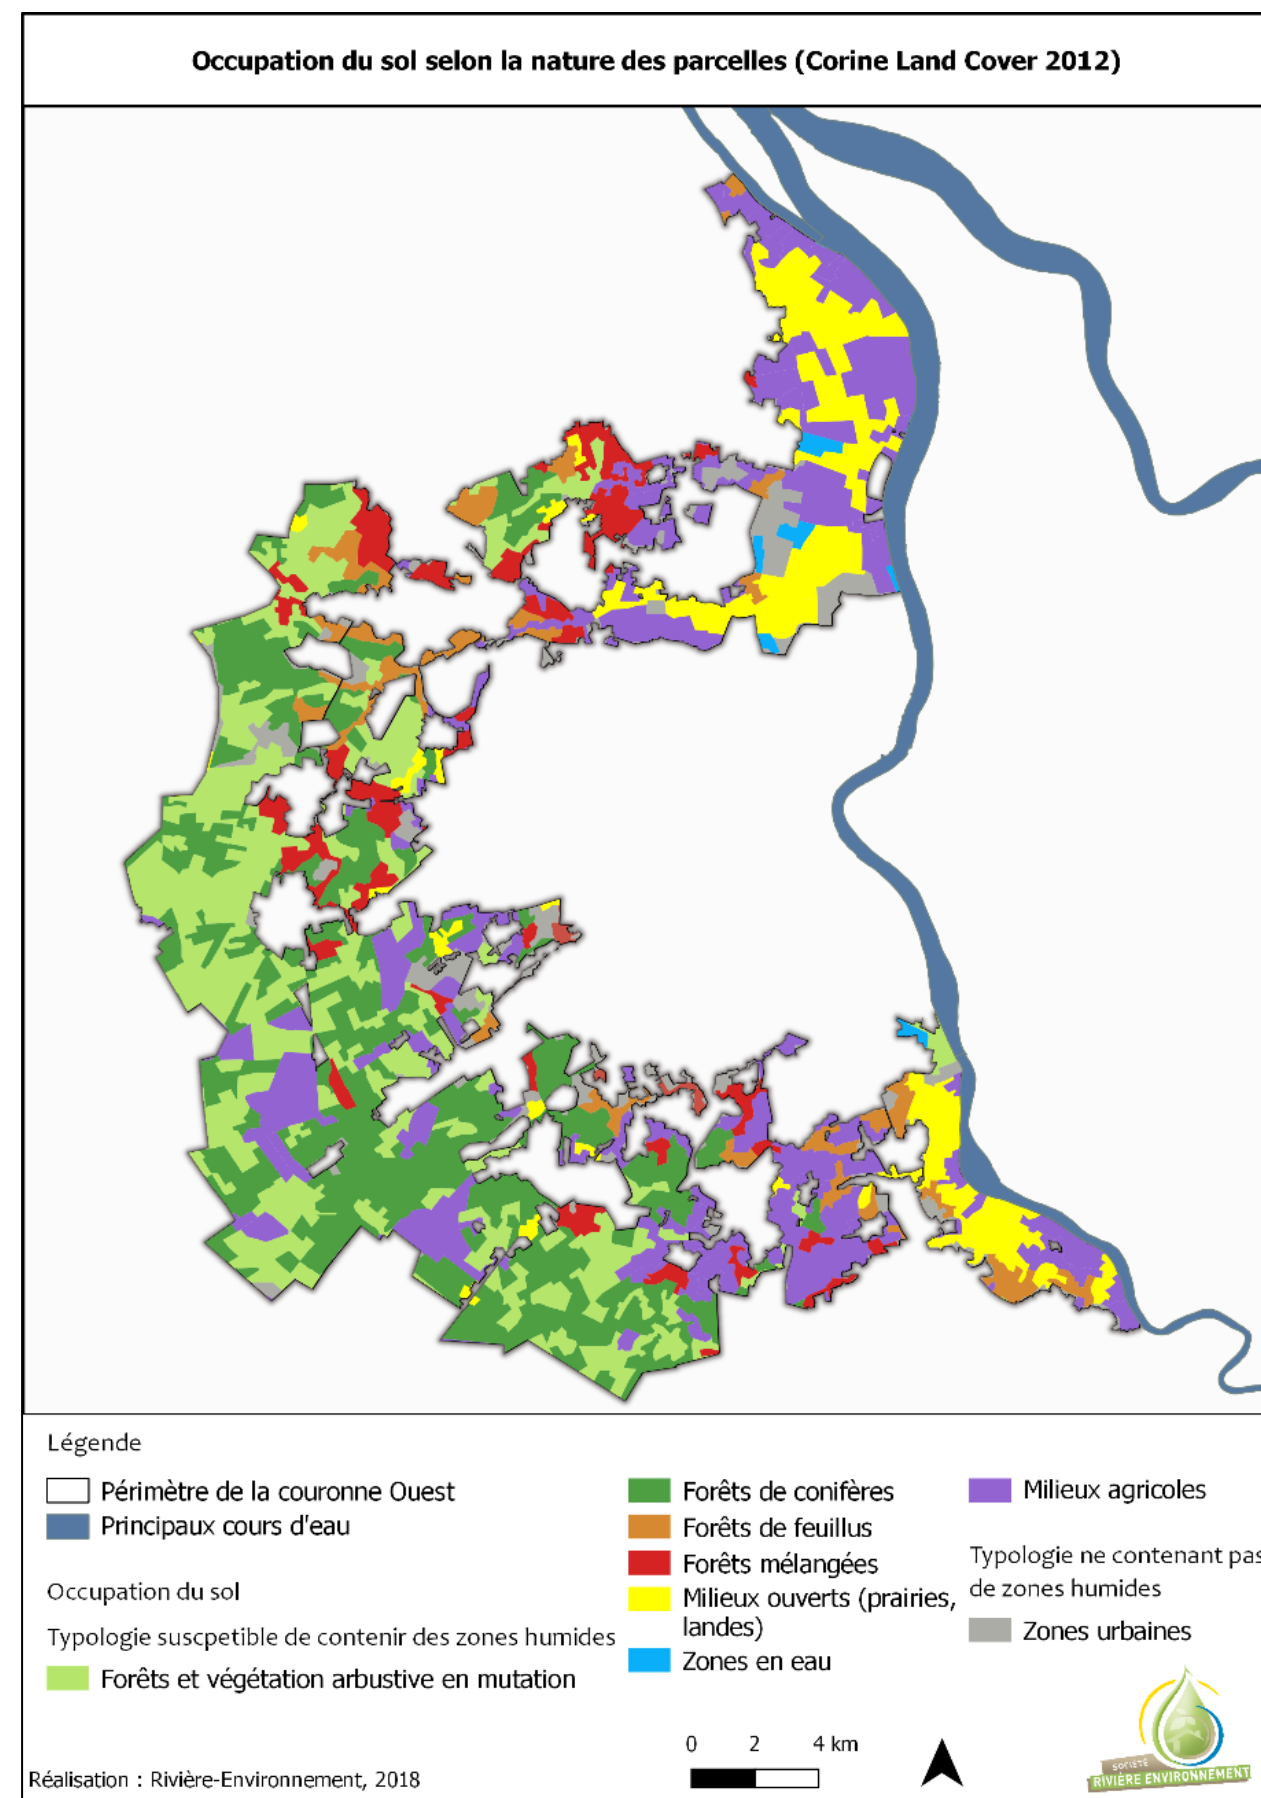 Occupation du sol selon la nature des parcelles (Corine Land Cover 2012)
Légende
Périmètre de la couronne Ouest
Principaux cours d'eau
Occupation du sol
Typologie suscpetible de contenir des zones humides
Forêts et végétation arbustive en mutation
Forêts de conifères
Forêts de feuillus
Forêts mélangées
Milieux ouverts (prairies,
landes)
Zones en eau
Milieux agricoles
Typologie ne contenant pas
de zones humides
Zones urbaines
0 2 4 km
Réalisation : Rivière-Environnement, 2018
SOCIÉTÉ
RIVIÈRE ENVIRONNEMENT